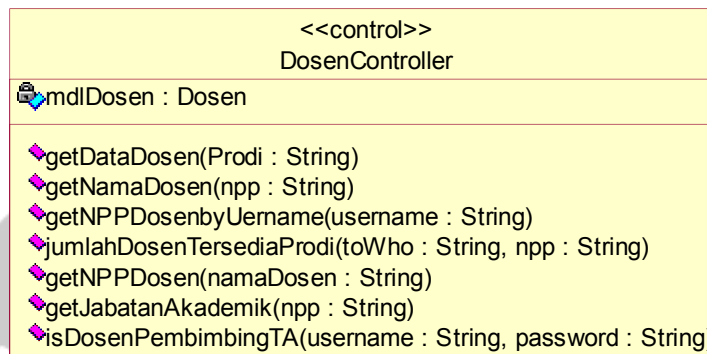 <<control>>
DosenController
mdlDosen : Dosen
getDataDosen(Prodi : String)
getNamaDosen(npp : String)
getNPPDosenbyUername(username : String)
jumlahDosenTersediaProdi(toWho : String, npp : String)
getNPPDosen(namaDosen : String)
getJabatanAkademik(npp : String)
isDosenPembimbingTA(username : String, password : String)